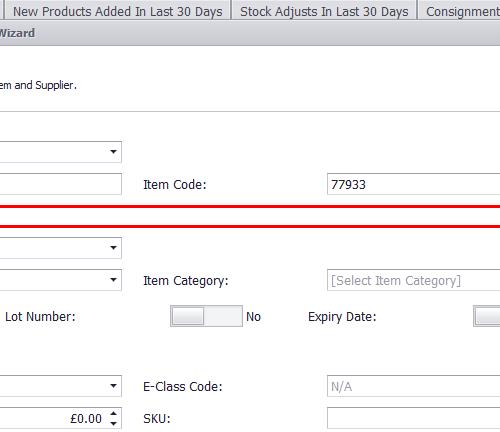 New Products Added In Last 30 Days Stock Adjusts In Last 30 Days Consignment
Wizard
em and Supplier.
Item Code: 77933
Item Category: [Select Item Category]
Lot Number: No Expiry Date:
E-Class Code: N/A
£0.00 SKU: